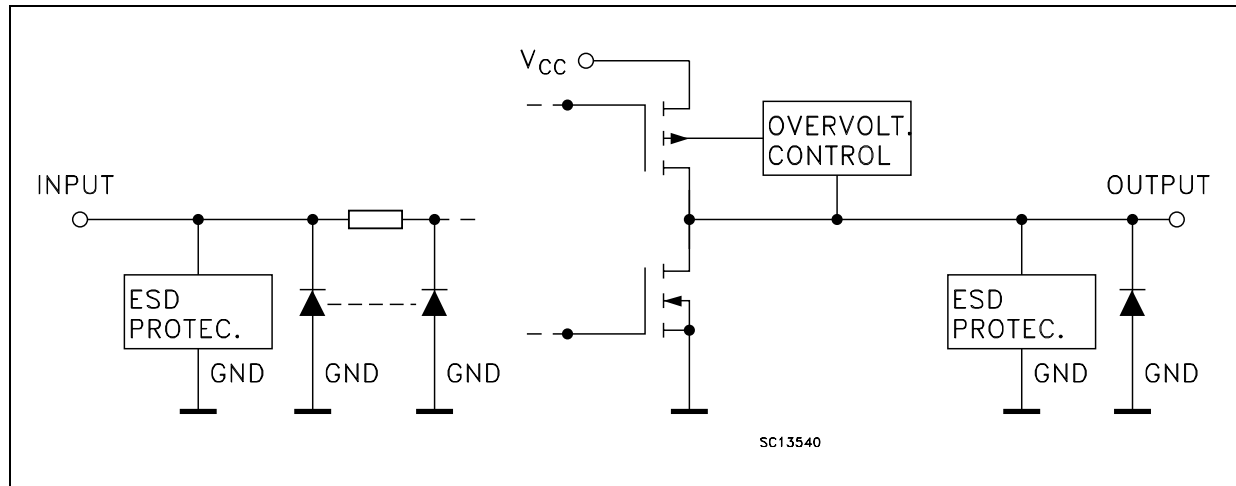 VCC
OVERVOLT.
CONTROL
INPUT
OUTPUT
ESD
PROTEC.
ESD
PROTEC.
GND
GND
GND
GND
GND
SC13540